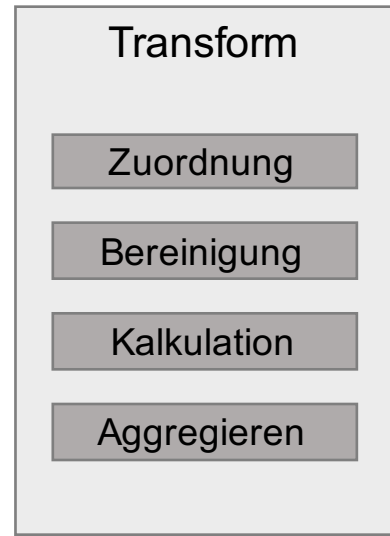 Transform
Zuordnung
Bereinigung
Kalkulation
Aggregieren